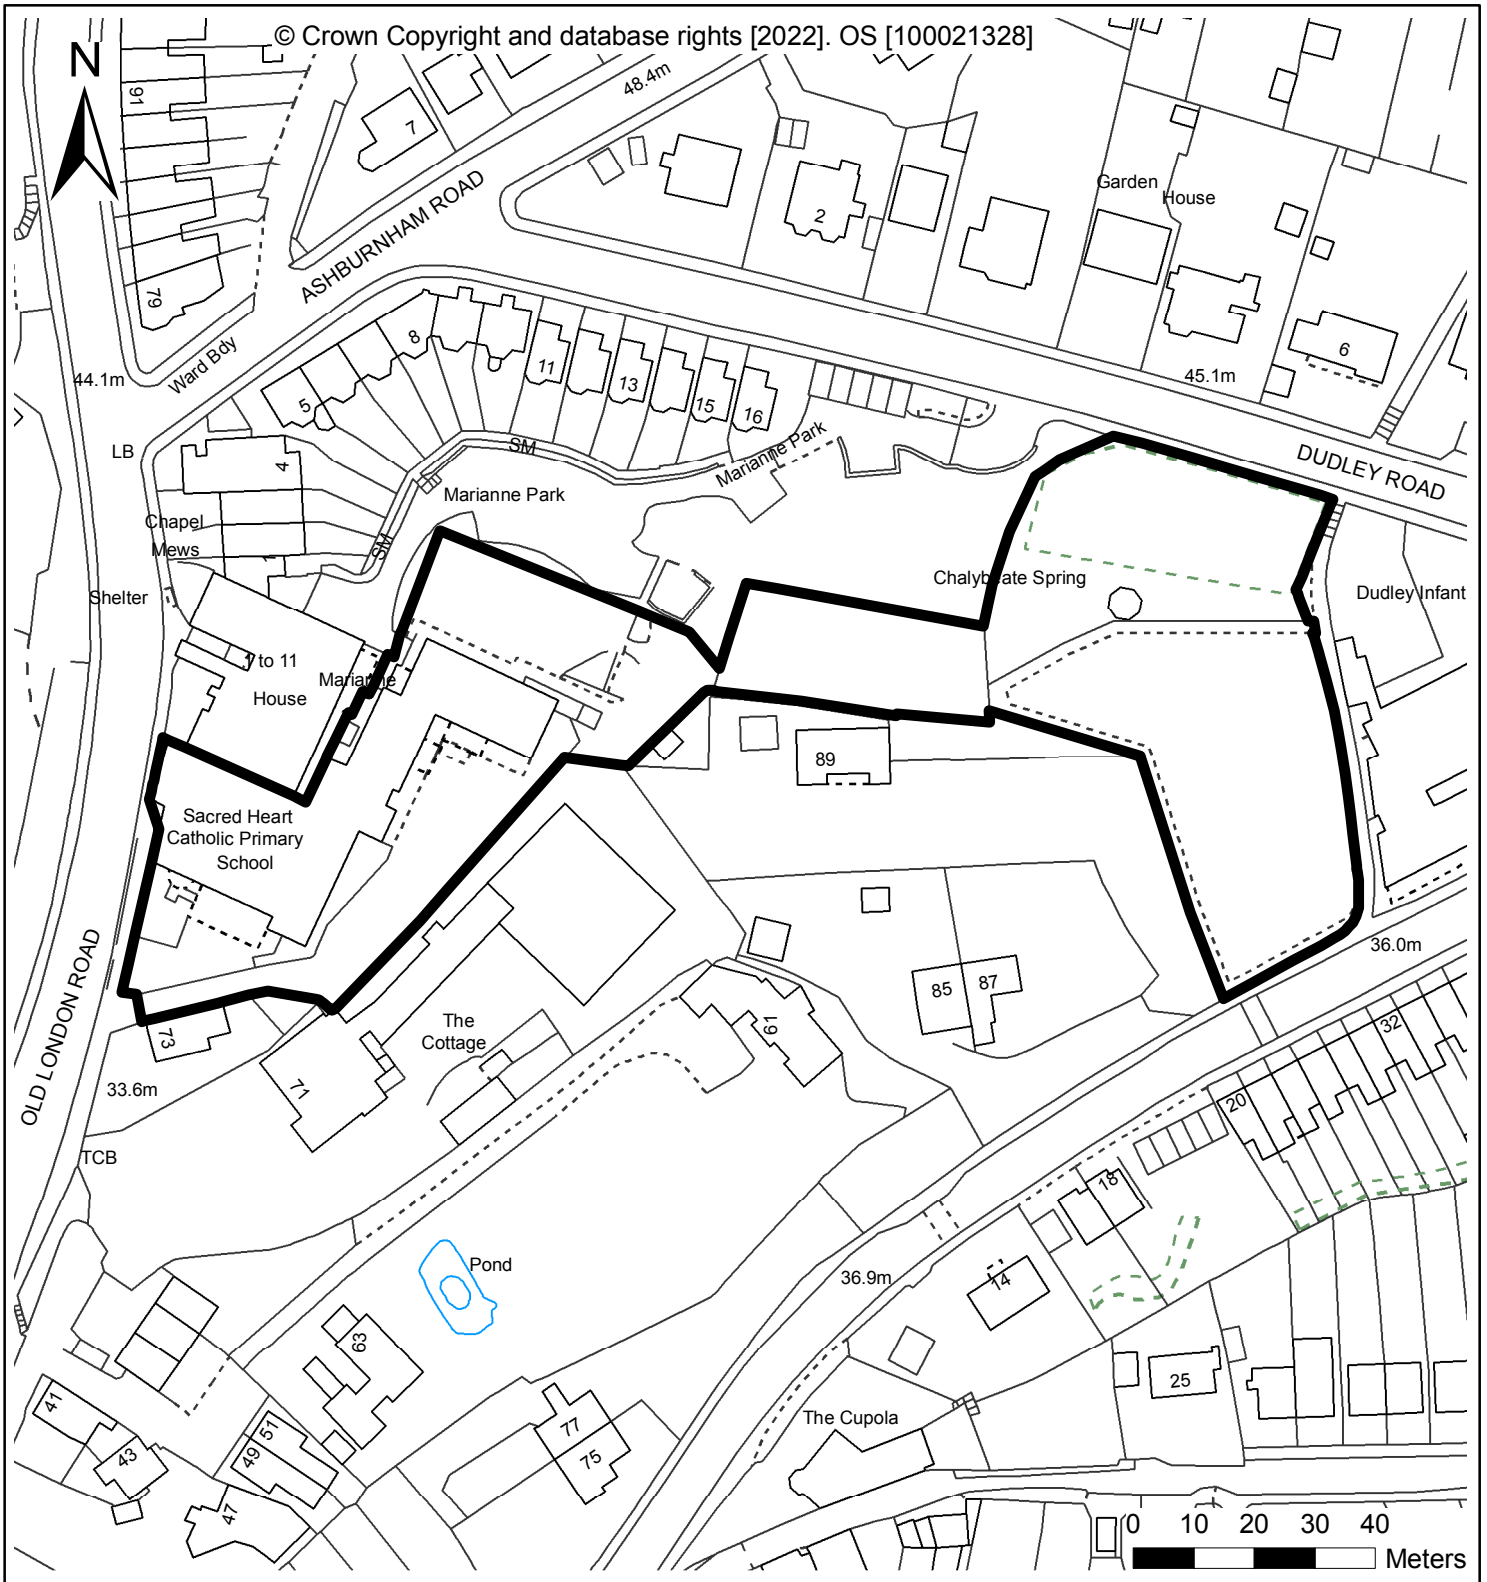 © Crown Copyright and database rights [2022]. OS [100021328]
N
91
7
48.4m
ASHBURNHAM ROAD
Garden
House
2
79
Ward Bdy
44.1m
8
5
11
13
15
16
6
45.1m
LB
4
SM
Marianne Park
Marianne Park
DUDLEY ROAD
Chapel
Mews
1
SM
Shelter
Chalybeate Spring
Dudley Infant
1 to 11
House
Marianne
89
Sacred Heart
Catholic Primary
School
OLD LONDON ROAD
36.0m
85
87
73
The
Cottage
61
71
33.6m
32
20
TCB
18
Pond
36.9m
14
63
25
41
The Cupola
77
75
51
49
43
47
0 10 20 30 40
Meters